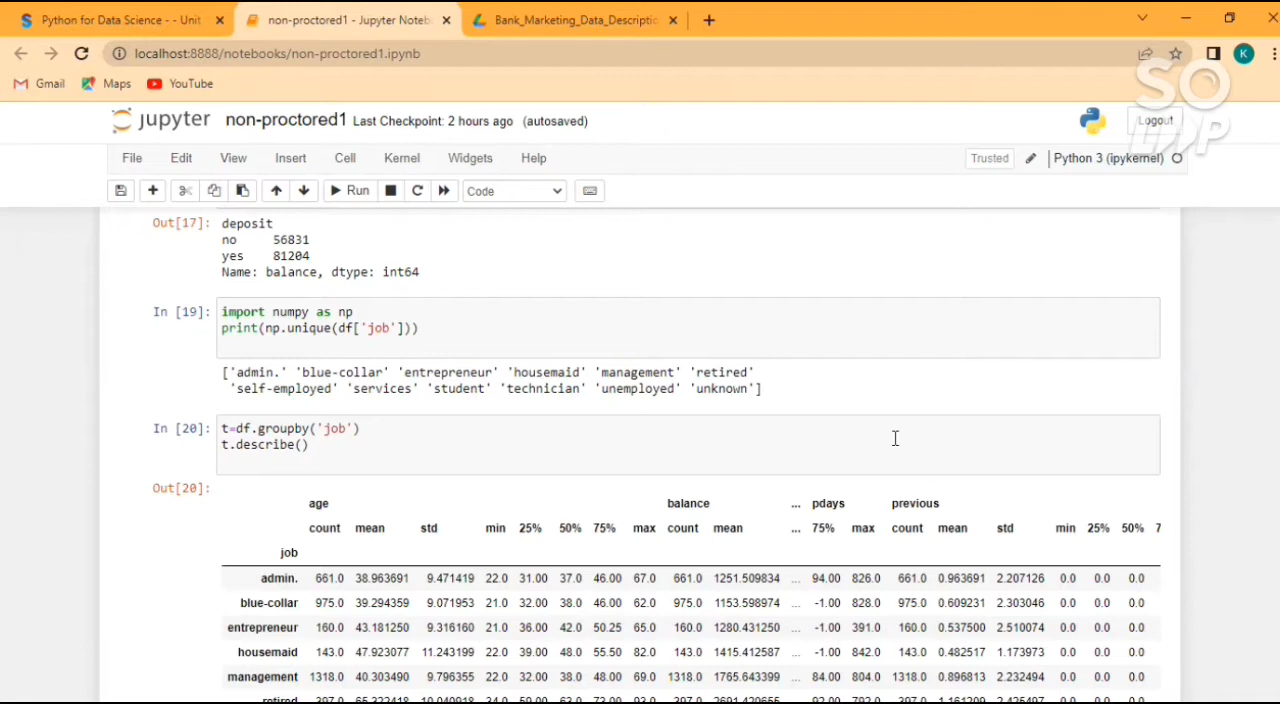 Python for Data Science - - Unit
non-proctored1 - Jupyter Noteb
Bank_Marketing_Data_Descriptio
localhost:8888/notebooks/non-proctored1.ipynb
K
Gmail Maps YouTube
jupyter non-proctored1 Last Checkpoint: 2 hours ago (autosaved)
Logout
File Edit View Insert Cell Kernel Widgets Help
Trusted Python 3 (ipykernel)
Run Code
Out[17]: deposit
no 56831
yes 81204
Name: balance, dtype: int64
In [19]: import numpy as np
print(np.unique(df['job']))
['admin.' 'blue-collar' 'entrepreneur' 'housemaid' 'management' 'retired'
'self-employed' 'services' 'student' 'technician' 'unemployed' 'unknown']
In [20]: t=df.groupby('job')
t.describe()
Out[20]:
age balance ... pdays previous
count mean std min 25% 50% 75% max count mean ... 75% max count mean std min 25% 50% 7
job
admin. 661.0 38.963691 9.471419 22.0 31.00 37.0 46.00 67.0 661.0 1251.509834 ... 94.00 826.0 661.0 0.963691 2.207126 0.0 0.0 0.0
blue-collar 975.0 39.294359 9.071953 21.0 32.00 38.0 46.00 62.0 975.0 1153.598974 ... -1.00 828.0 975.0 0.609231 2.303046 0.0 0.0 0.0
entrepreneur 160.0 43.181250 9.316160 21.0 36.00 42.0 50.25 65.0 160.0 1280.431250 ... -1.00 391.0 160.0 0.537500 2.510074 0.0 0.0 0.0
housemaid 143.0 47.923077 11.243199 22.0 39.00 48.0 55.50 82.0 143.0 1415.412587 ... -1.00 842.0 143.0 0.482517 1.173973 0.0 0.0 0.0
management 1318.0 40.303490 9.796355 22.0 32.00 38.0 48.00 69.0 1318.0 1765.643399 ... 84.00 804.0 1318.0 0.896813 2.232494 0.0 0.0 0.0
retired